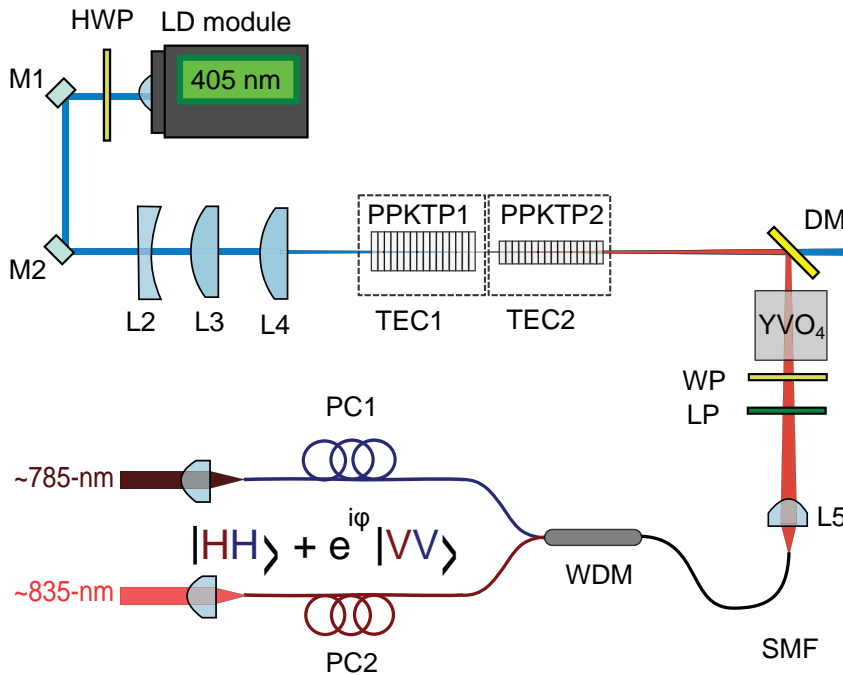 HWP
LD module
405 nm
M1
M2
L2
L3
L4
PPKTP1
PPKTP2
TEC1
TEC2
DM
YVO₄
WP
LP
L5
PC1
~785-nm
|HH⟩ + e^{iφ} |VV⟩
WDM
~835-nm
PC2
SMF